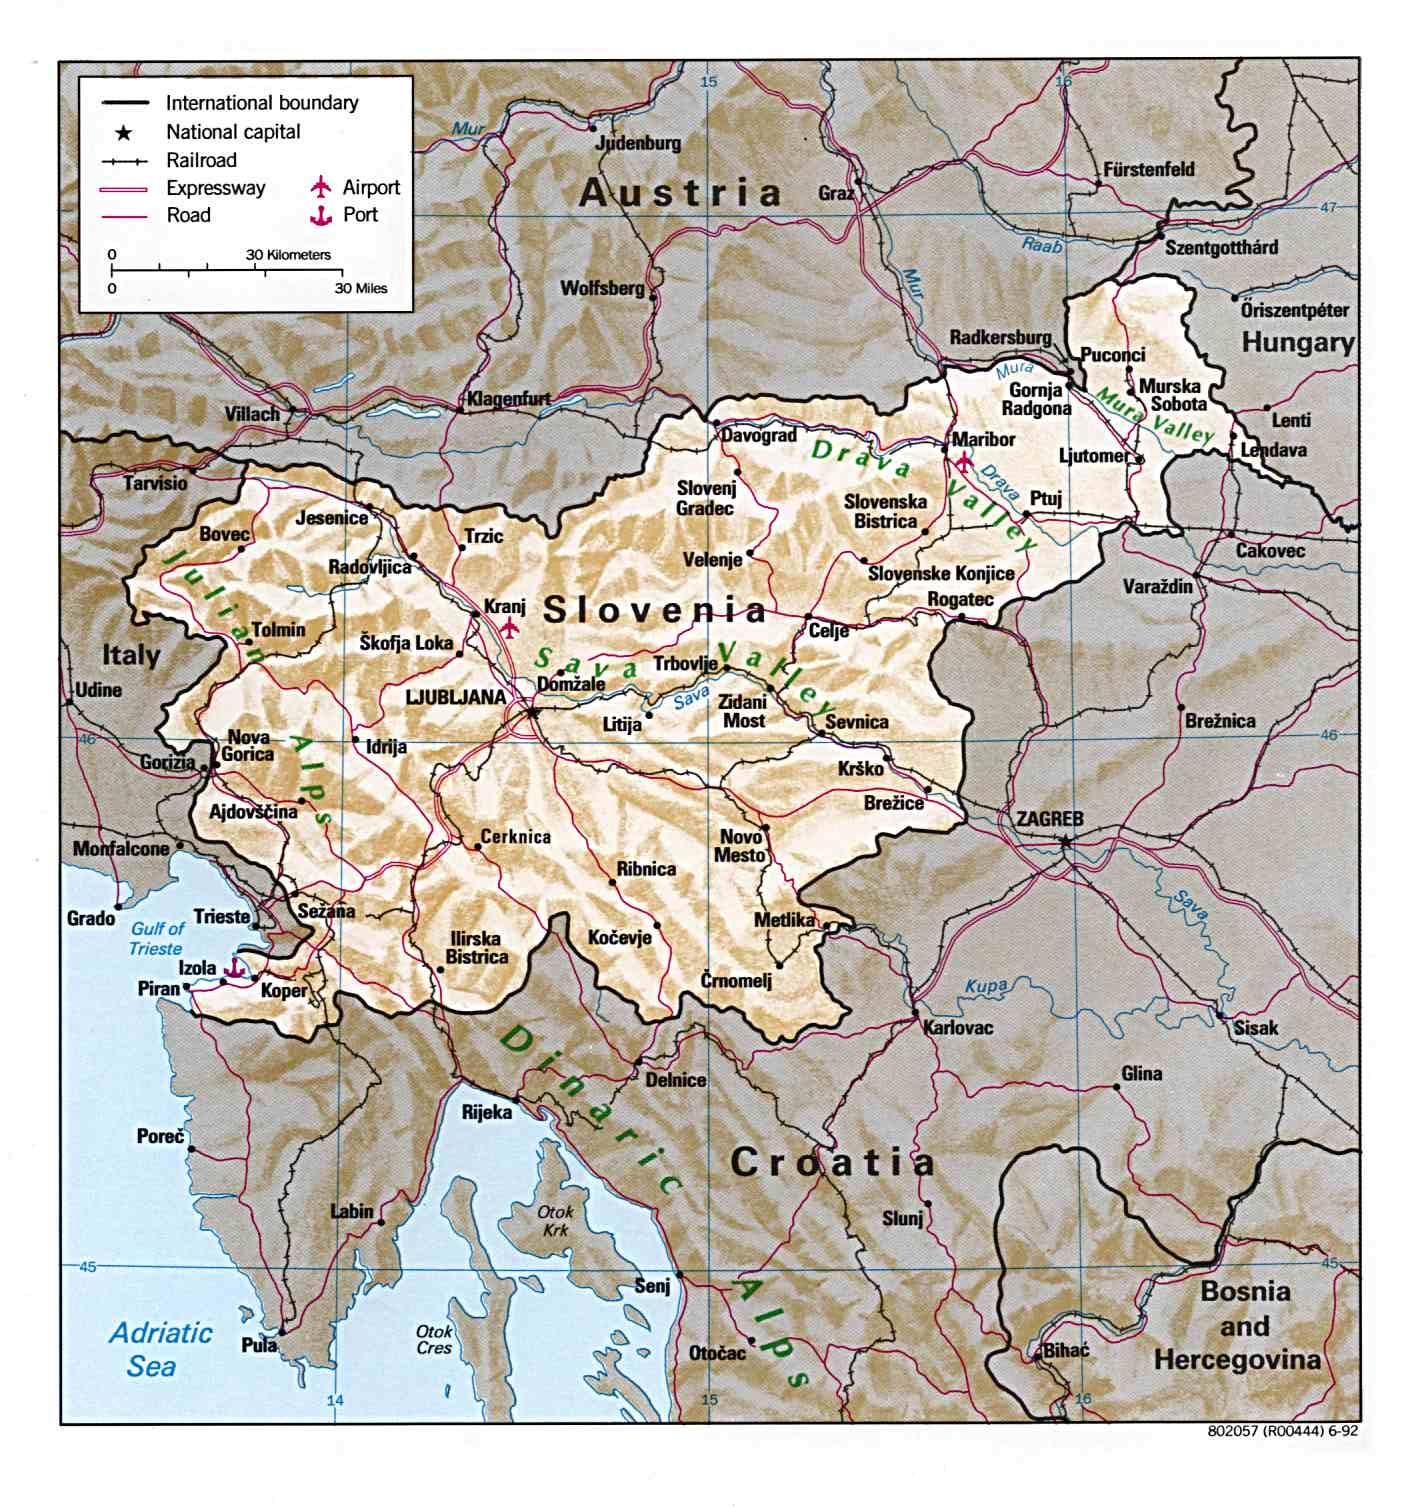 International boundary
National capital
Railroad
Expressway
Road
Airport
Port
0
30 Kilometers
0
30 Miles
15
16
Mur
Judenburg
Austria
Graz
Fürstenfeld
47
Raab
Szentgotthárd
Wolfsberg
Mur
Őriszentpéter
Hungary
Radkersburg
Puconci
Mura
Gornja
Radgona
Murska
Sobota
Mura Valley
Villach
Klagenfurt
Lenti
Davograd
Drava
Valley
Maribor
Ljutomer
Lendava
Tarvisio
Slovenj
Gradec
Drava
Ptuj
Jesenice
Slovenska
Bistrica
Bovec
Trzic
Cakovec
Julian
Alps
Radovljica
Velenje
Slovenske Konjice
Varaždin
Kranj
Slovenia
Rogatec
Tolmin
Škofja Loka
Celje
Italy
Sava
Valley
Trbovlje
Udine
LJUBLJANA
Domžale
Sava
Zidani
Most
Litija
Sevnica
Brežnica
46
Nova
Gorica
Idrija
46
Gorizia
Krško
Ajdovščina
Brežice
ZAGREB
Monfalcone
Cerknica
Novo
Mesto
Ribnica
Grado
Trieste
Sežana
Metlika
Sava
Gulf of
Trieste
Ilirska
Bistrica
Kočevje
Izola
Piran
Koper
Črnomelj
Kupa
Karlovac
Sisak
Dinaric
Alps
Delnice
Glina
Rijeka
Poreč
Croatia
Labin
Otok
Krk
Slunj
45
45
Senj
Bosnia
and
Hercegovina
Adriatic
Sea
Pula
Otok
Cres
Otočac
Bihać
14
15
16
802057 (R00444) 6-92